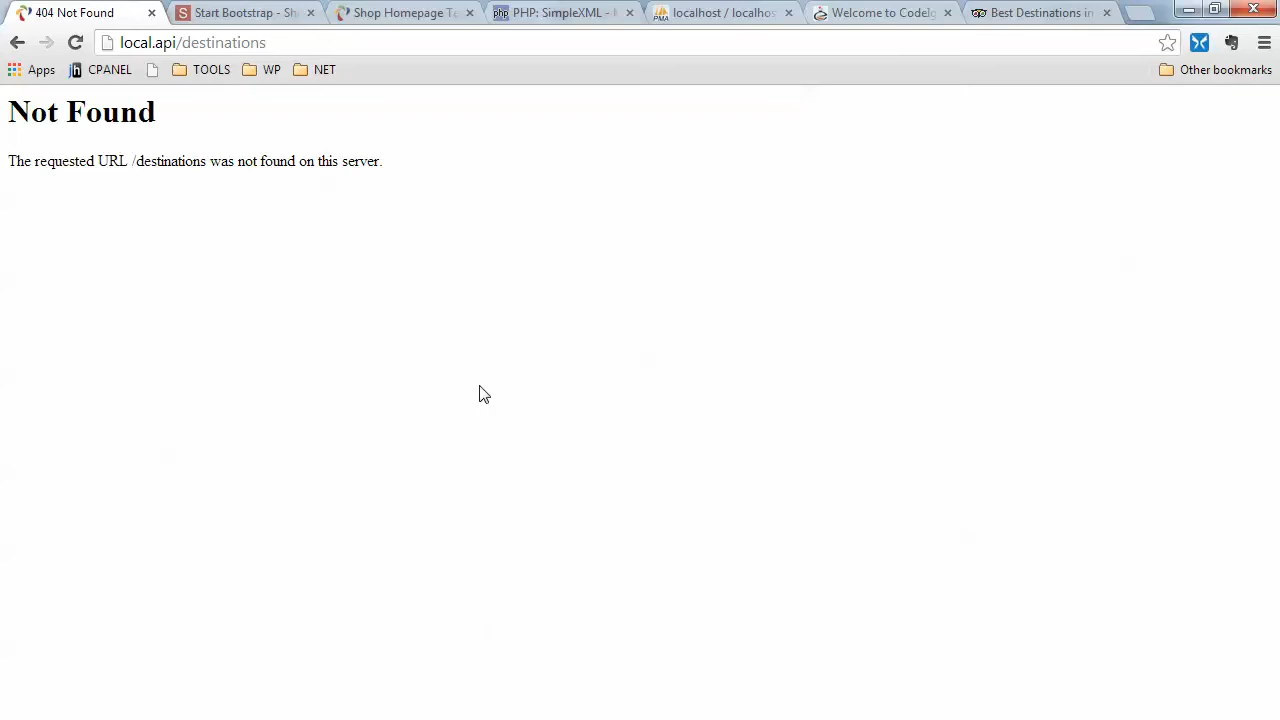 404 Not Found
Start Bootstrap - Sh
Shop Homepage Te
PHP: SimpleXML - M
localhost / localhos
Welcome to CodeIg
Best Destinations in
local.api/destinations
Apps CPANEL TOOLS WP NET Other bookmarks
Not Found
The requested URL /destinations was not found on this server.